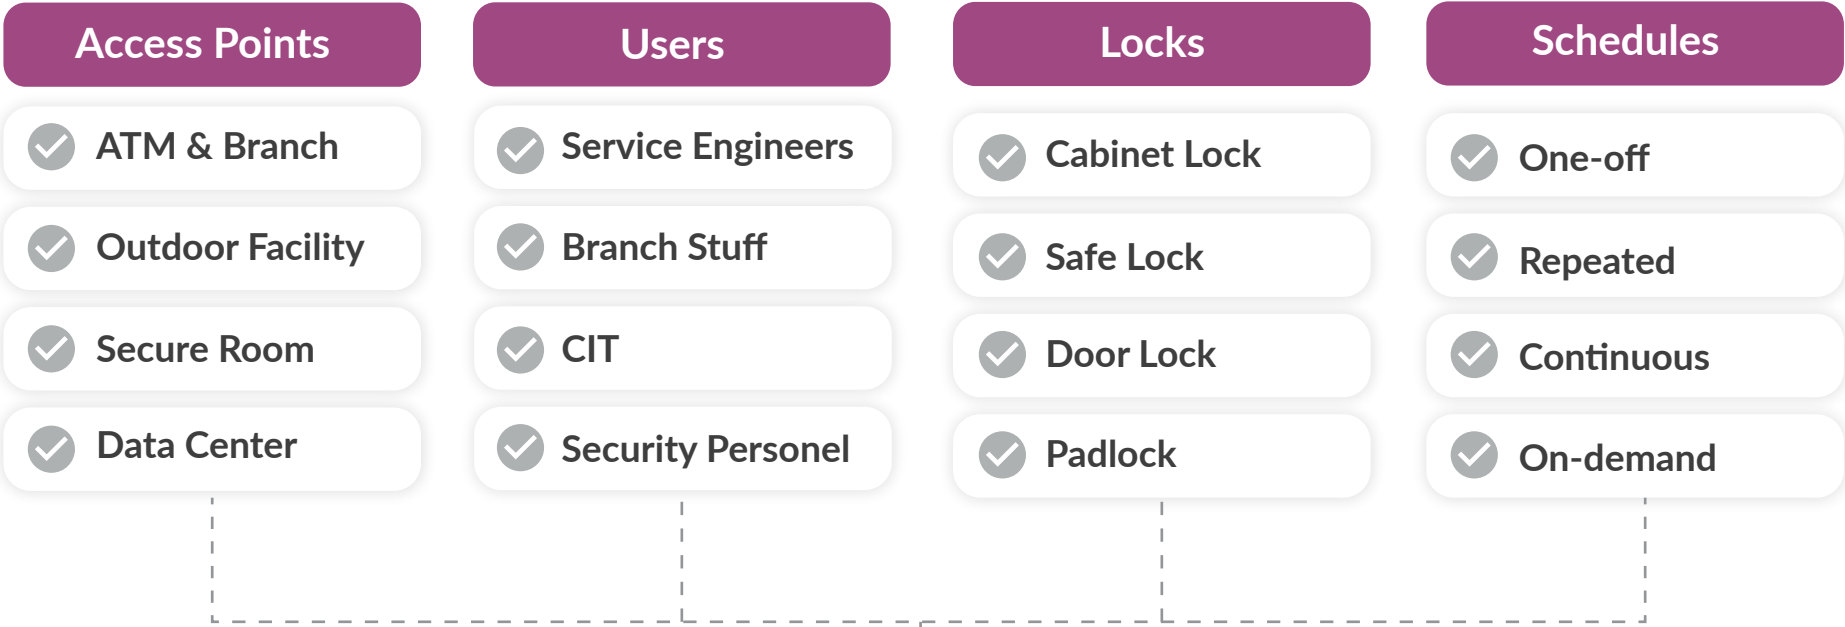 Access Points
ATM & Branch
Outdoor Facility
Secure Room
Data Center
Users
Service Engineers
Branch Stuff
CIT
Security Personel
Locks
Cabinet Lock
Safe Lock
Door Lock
Padlock
Schedules
One-off
Repeated
Continuous
On-demand